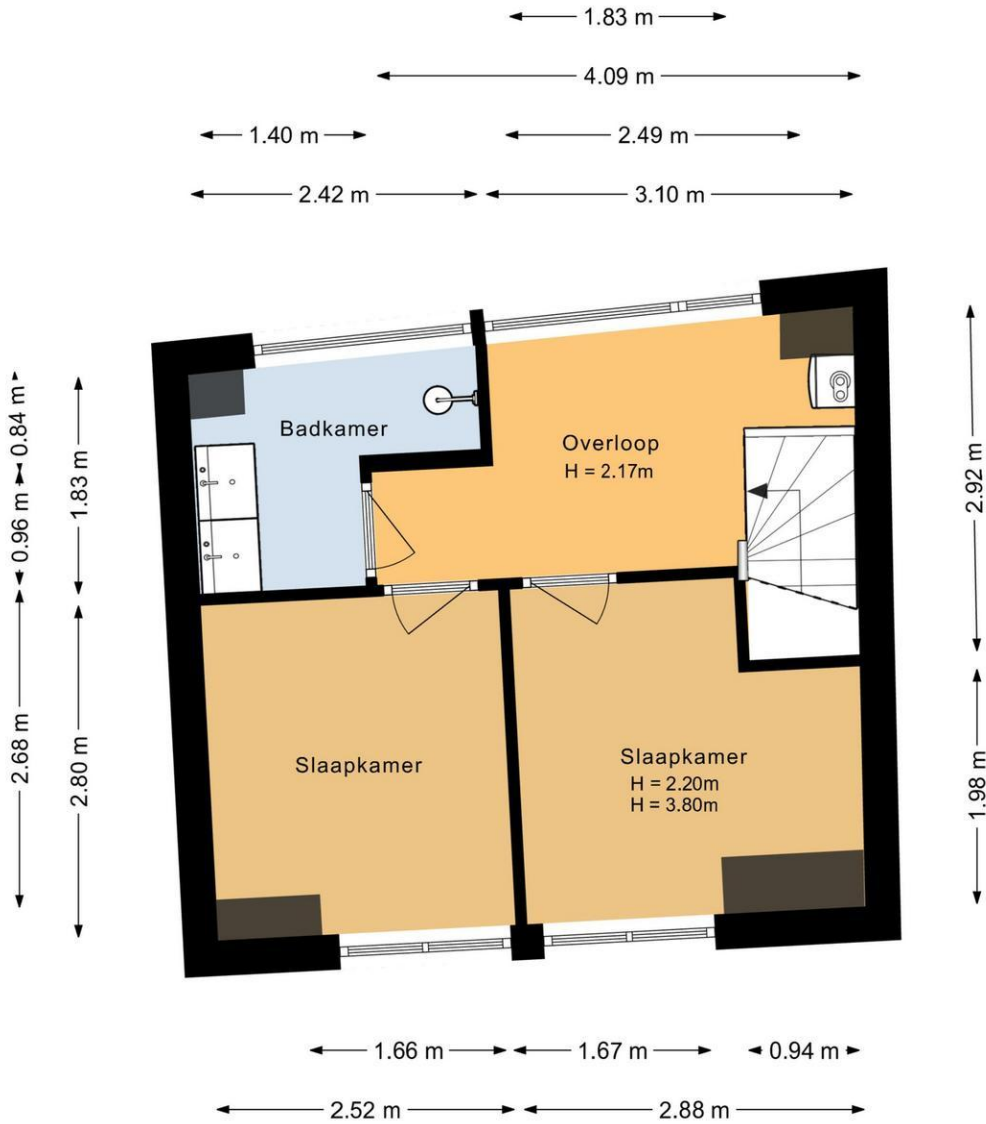 1.83 m
4.09 m
1.40 m
2.49 m
2.42 m
3.10 m
0.84 m
1.83 m
0.96 m
2.92 m
Badkamer
Overloop
H = 2.17m
2.68 m
2.80 m
1.98 m
Slaapkamer
Slaapkamer
H = 2.20m
H = 3.80m
1.66 m
1.67 m
0.94 m
2.52 m
2.88 m